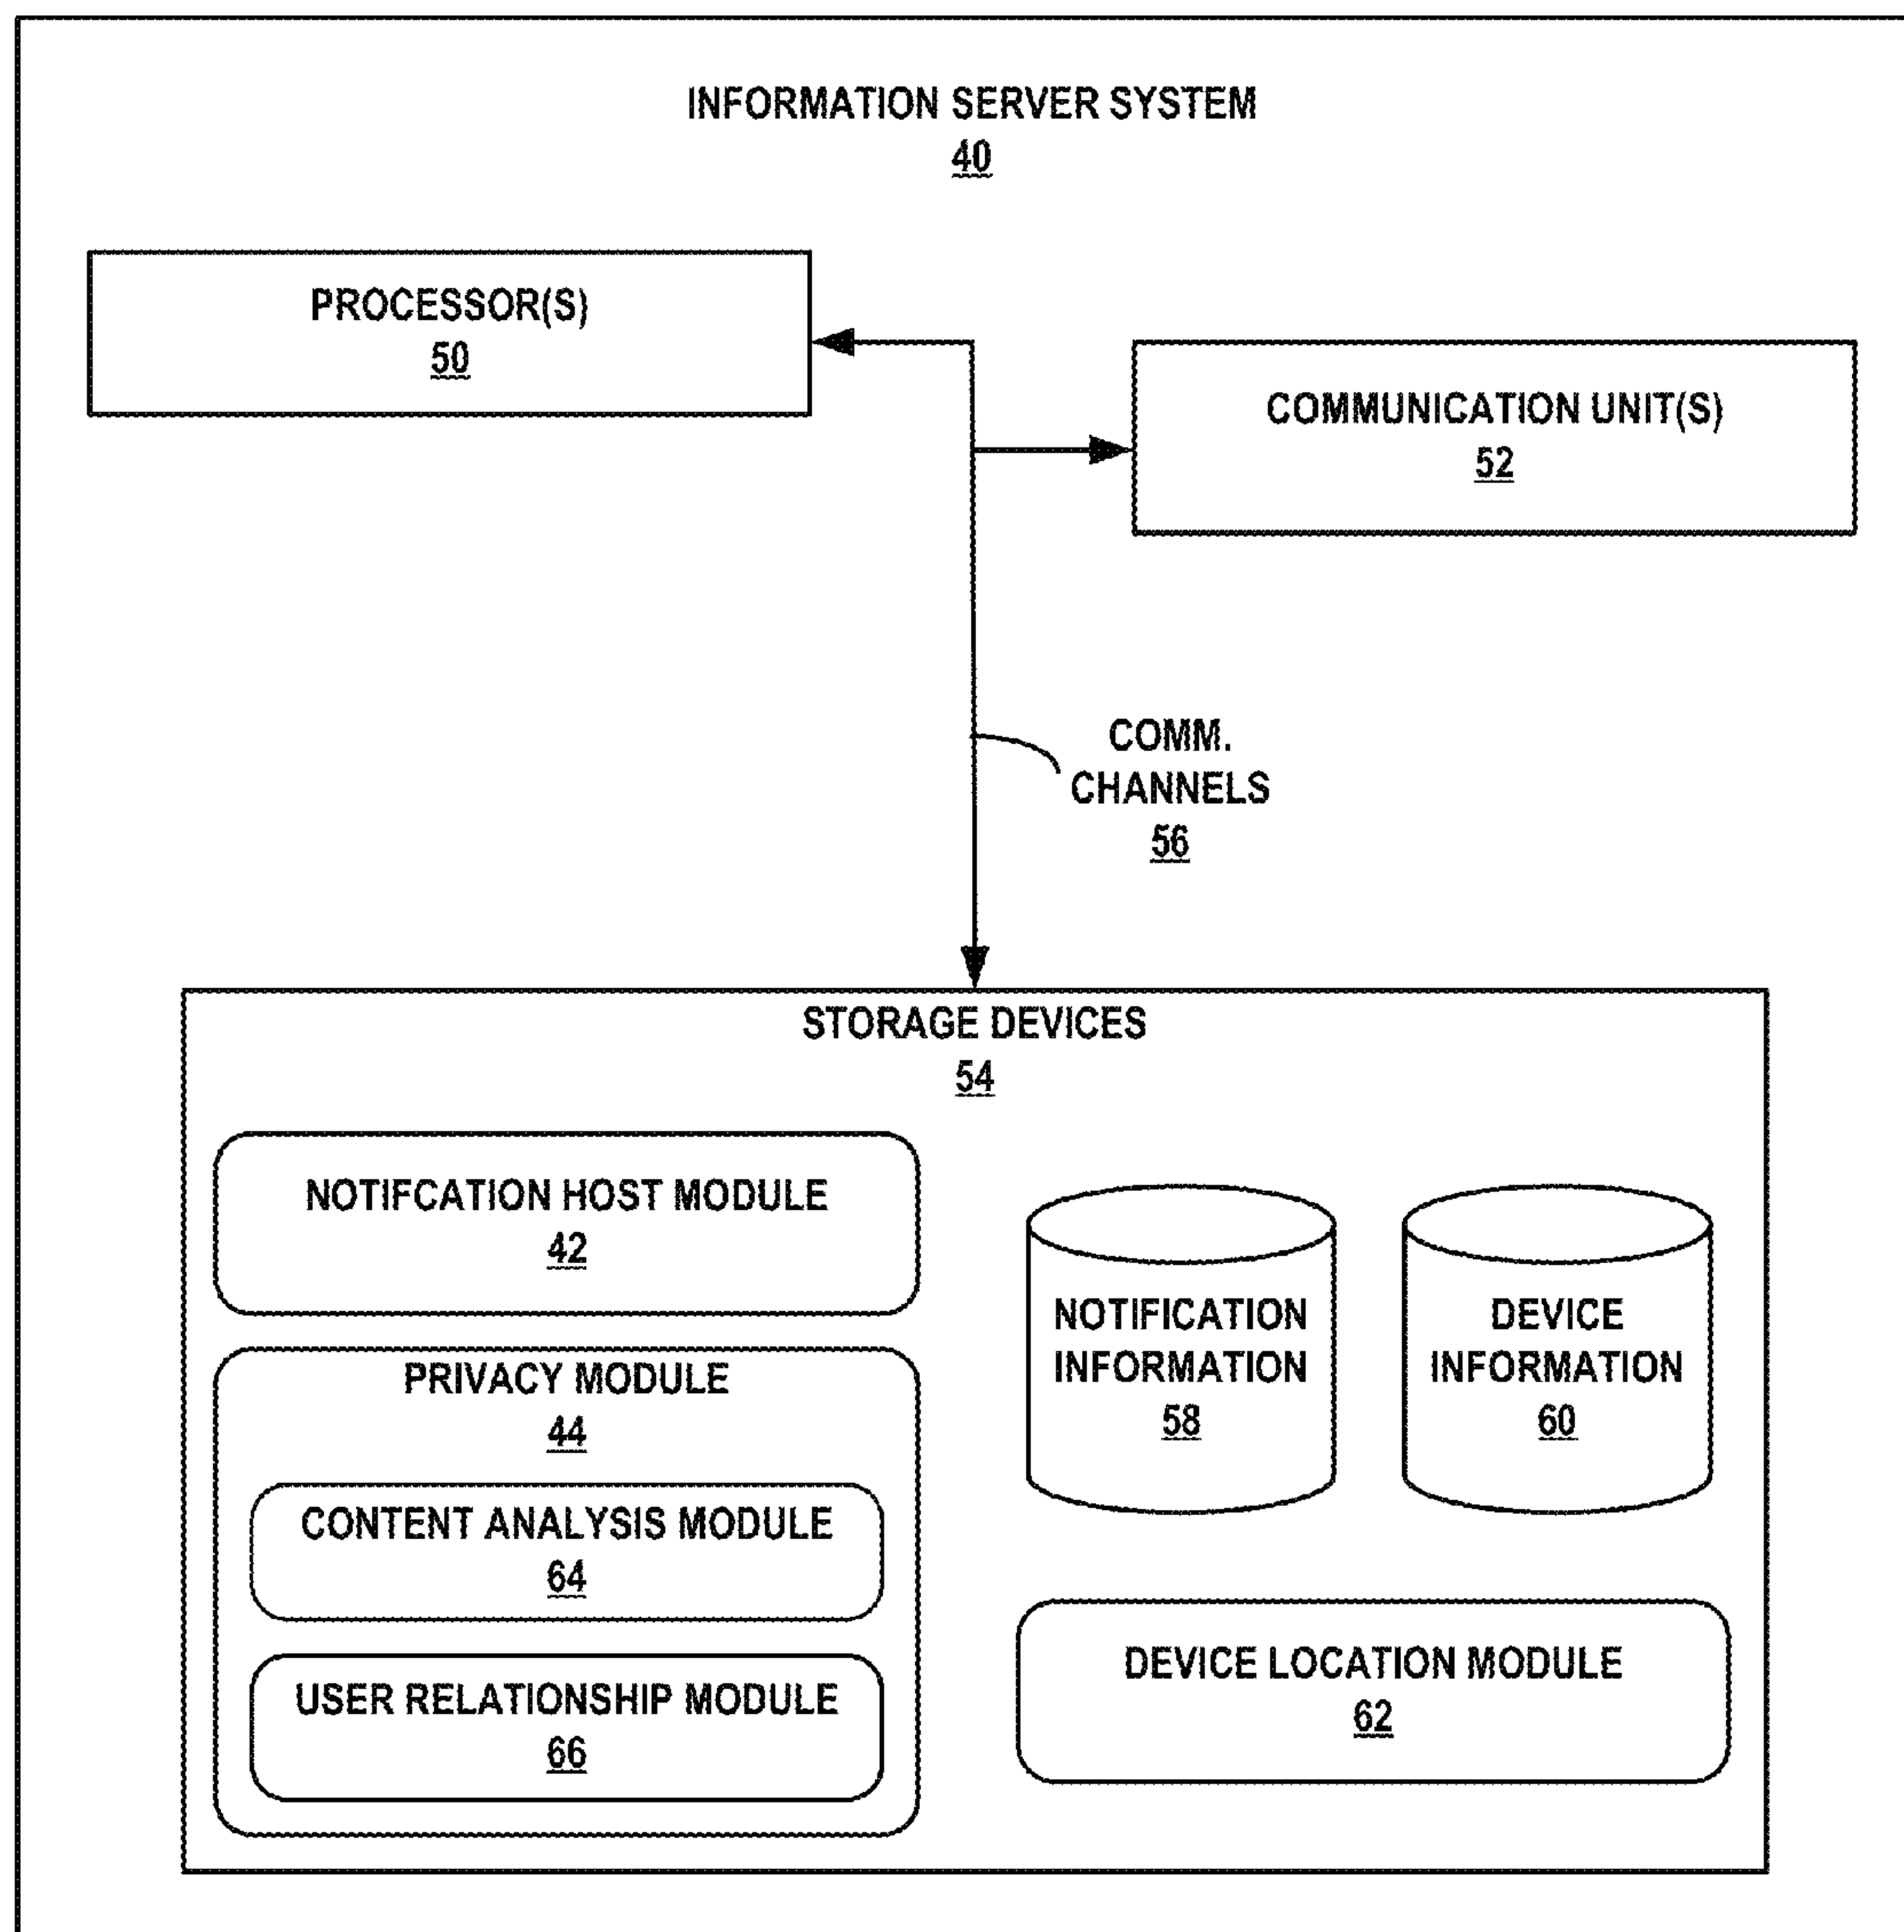 INFORMATION SERVER SYSTEM
40
PROCESSOR(S)
50
COMMUNICATION UNIT(S)
52
COMM.
CHANNELS
56
STORAGE DEVICES
54
NOTIFCATION HOST MODULE
42
NOTIFICATION
INFORMATION
58
DEVICE
INFORMATION
60
PRIVACY MODULE
44
CONTENT ANALYSIS MODULE
64
USER RELATIONSHIP MODULE
66
DEVICE LOCATION MODULE
62